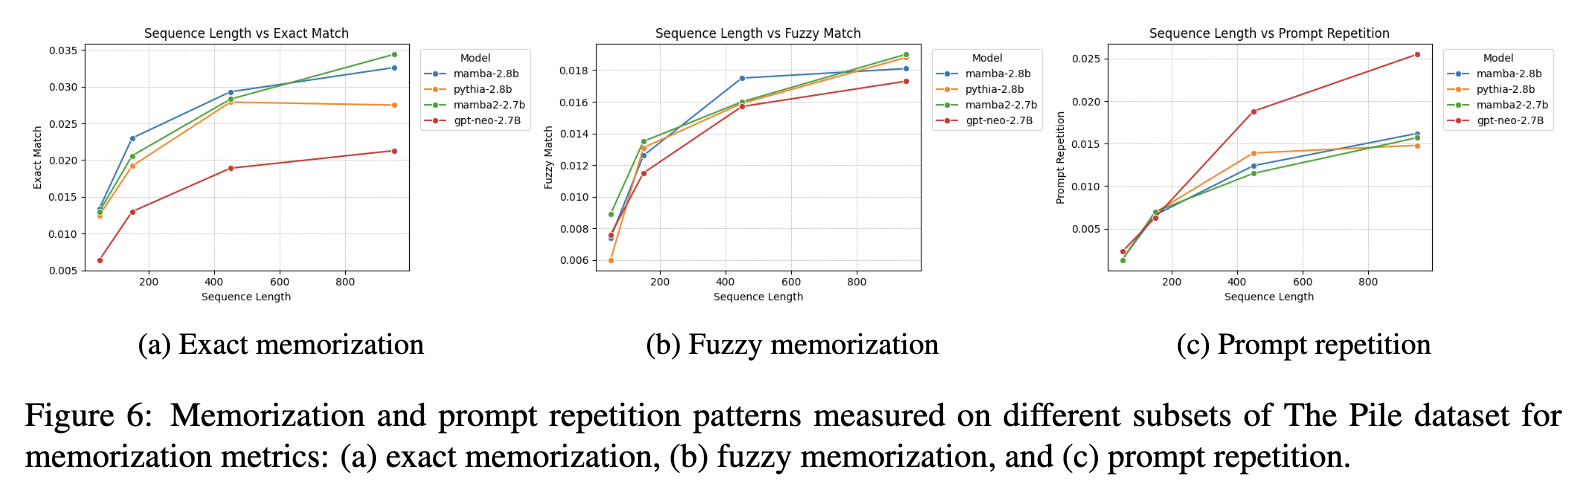 Sequence Length vs Exact Match
Exact Match
0.035
0.030
0.025
0.020
0.015
0.010
0.005
200 400 600 800
Sequence Length
Model
mamba-2.8b
pythia-2.8b
mamba2-2.7b
gpt-neo-2.7B
(a) Exact memorization
Sequence Length vs Fuzzy Match
Fuzzy Match
0.018
0.016
0.014
0.012
0.010
0.008
0.006
200 400 600 800
Sequence Length
Model
mamba-2.8b
pythia-2.8b
mamba2-2.7b
gpt-neo-2.7B
(b) Fuzzy memorization
Sequence Length vs Prompt Repetition
Prompt Repetition
0.025
0.020
0.015
0.010
0.005
200 400 600 800
Sequence Length
Model
mamba-2.8b
pythia-2.8b
mamba2-2.7b
gpt-neo-2.7B
(c) Prompt repetition
Figure 6: Memorization and prompt repetition patterns measured on different subsets of The Pile dataset for
memorization metrics: (a) exact memorization, (b) fuzzy memorization, and (c) prompt repetition.